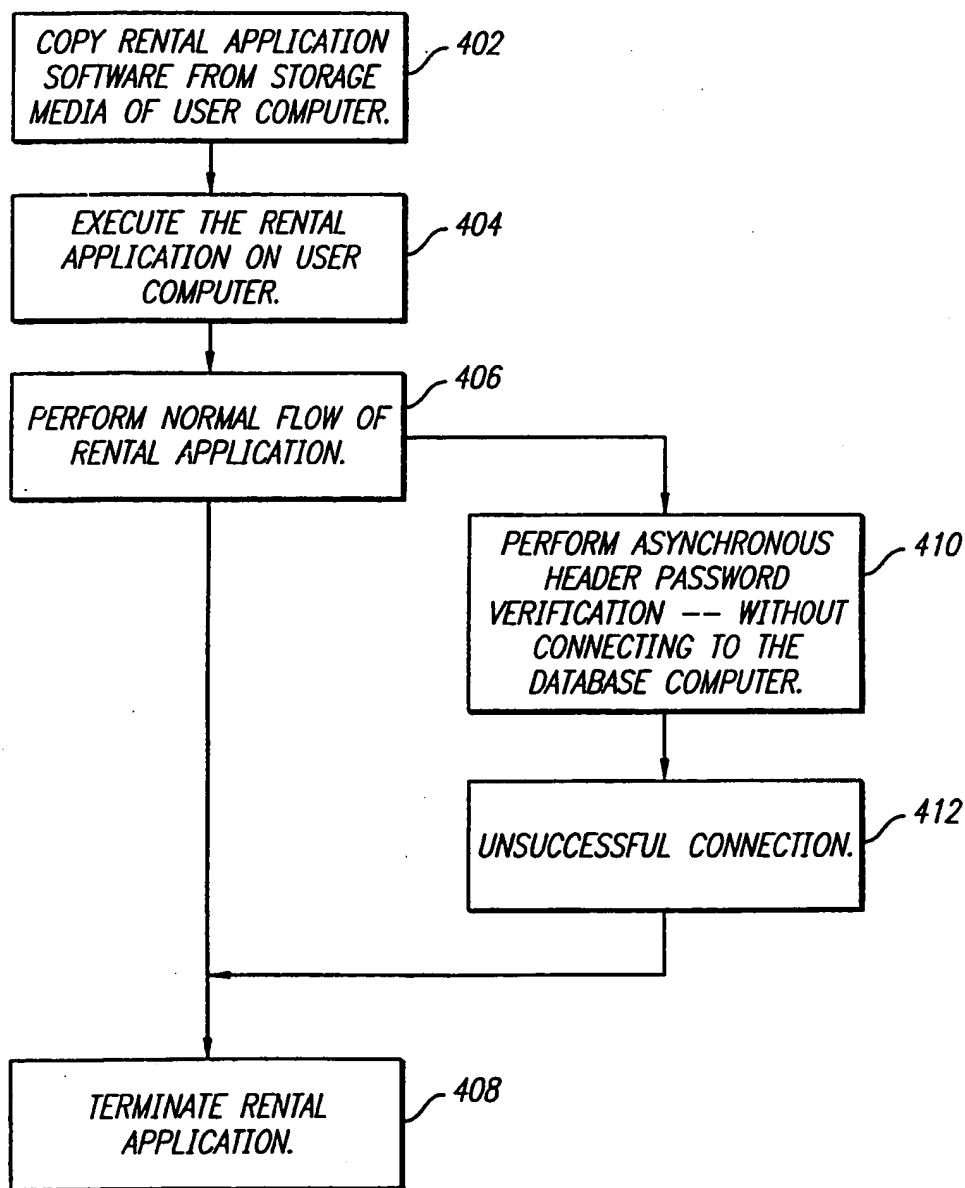 COPY RENTAL APPLICATION
SOFTWARE FROM STORAGE
MEDIA OF USER COMPUTER.
402
EXECUTE THE RENTAL
APPLICATION ON USER
COMPUTER.
404
PERFORM NORMAL FLOW OF
RENTAL APPLICATION.
406
PERFORM ASYNCHRONOUS
HEADER PASSWORD
VERIFICATION –– WITHOUT
CONNECTING TO THE
DATABASE COMPUTER.
410
UNSUCCESSFUL CONNECTION.
412
TERMINATE RENTAL
APPLICATION.
408